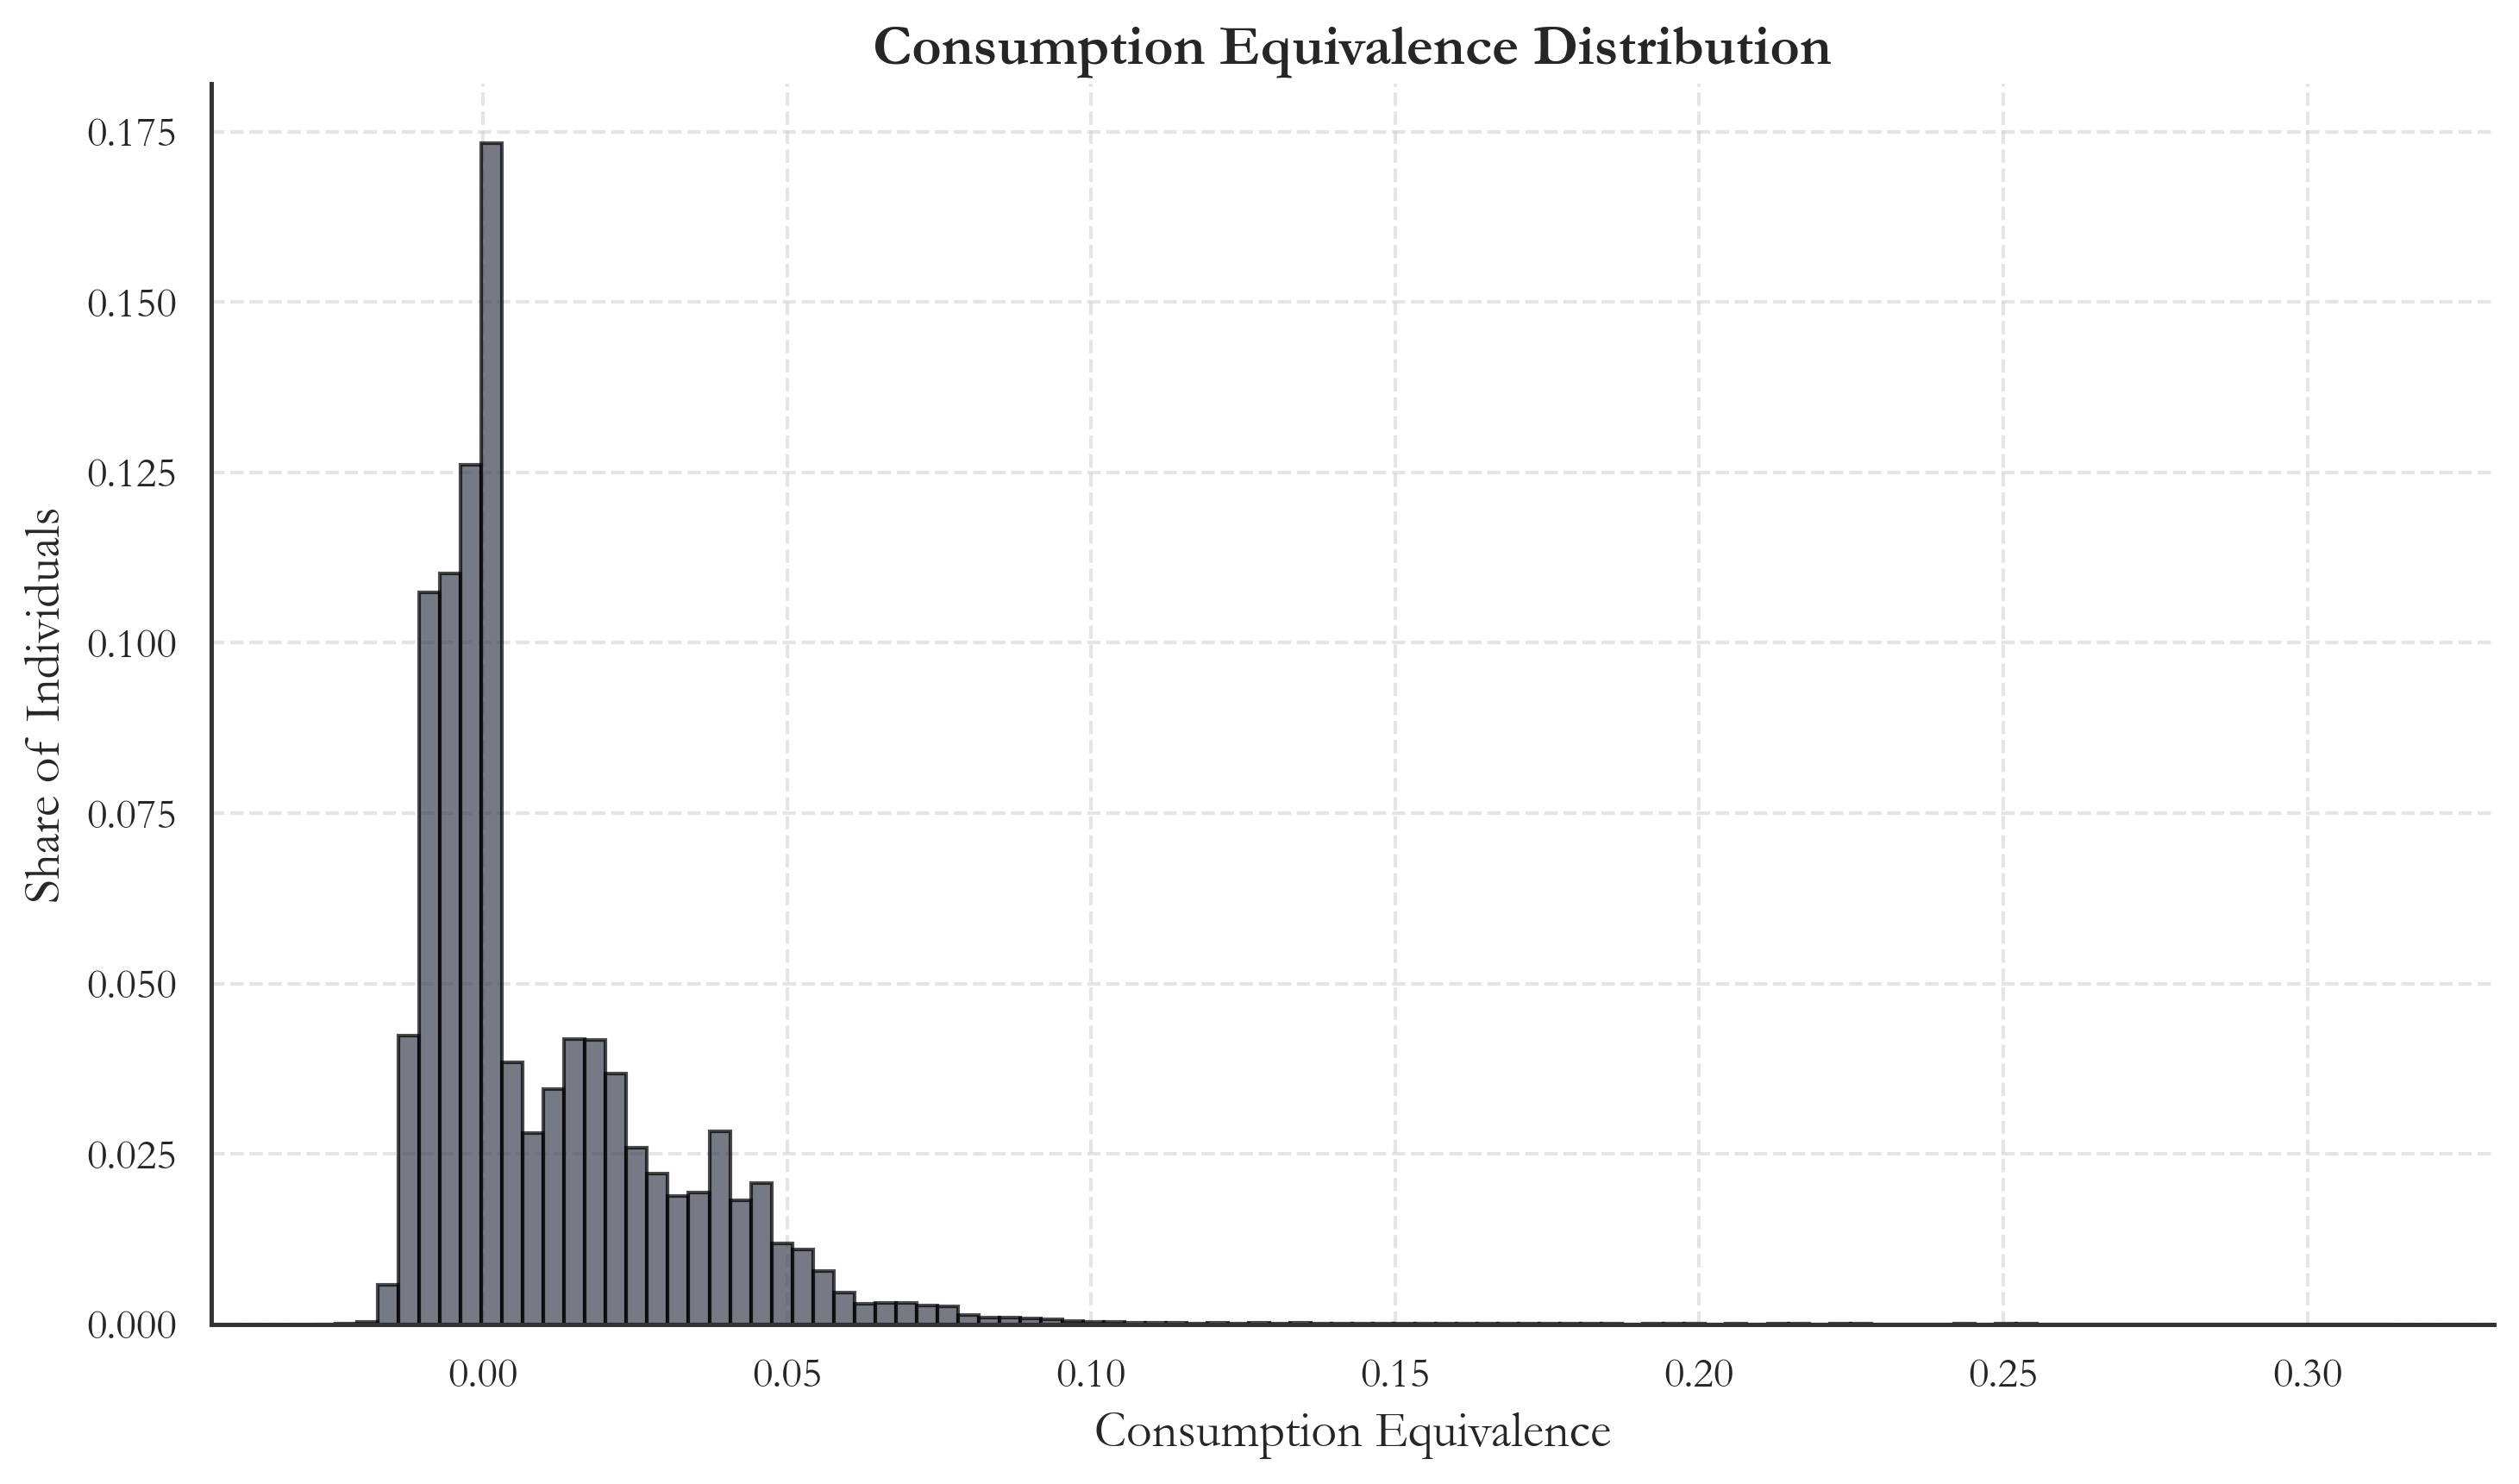 Consumption Equivalence Distribution
0.175
0.150
0.125
0.100
0.075
0.050
0.025
0.000
Share of Individuals
0.00 0.05 0.10 0.15 0.20 0.25 0.30
Consumption Equivalence